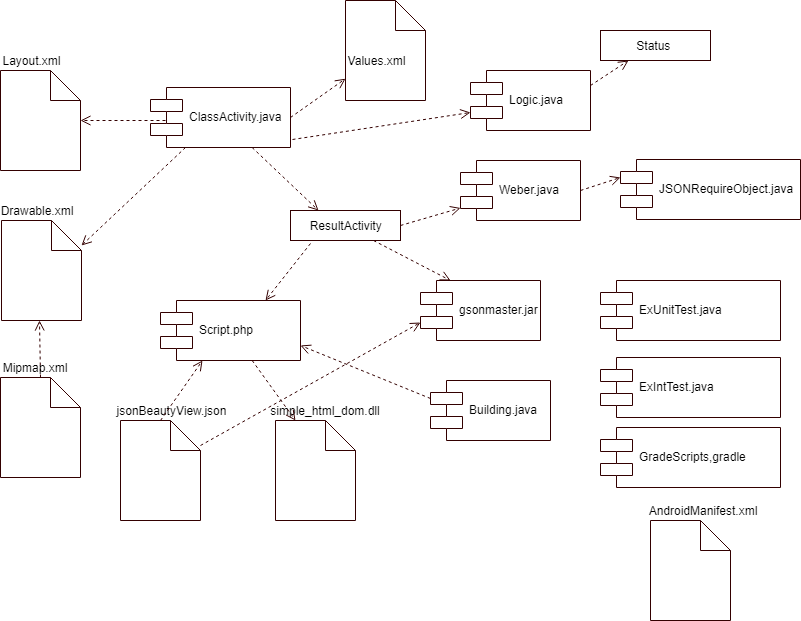 Layout.xml
Values.xml
Status
ClassActivity.java
Logic.java
Weber.java
JSONRequireObject.java
Drawable.xml
ResultActivity
Script.php
gsonmaster.jar
ExUnitTest.java
Mipmap.xml
ExIntTest.java
jsonBeautyView.json
simple_html_dom.dll
Building.java
GradeScripts,gradle
AndroidManifest.xml